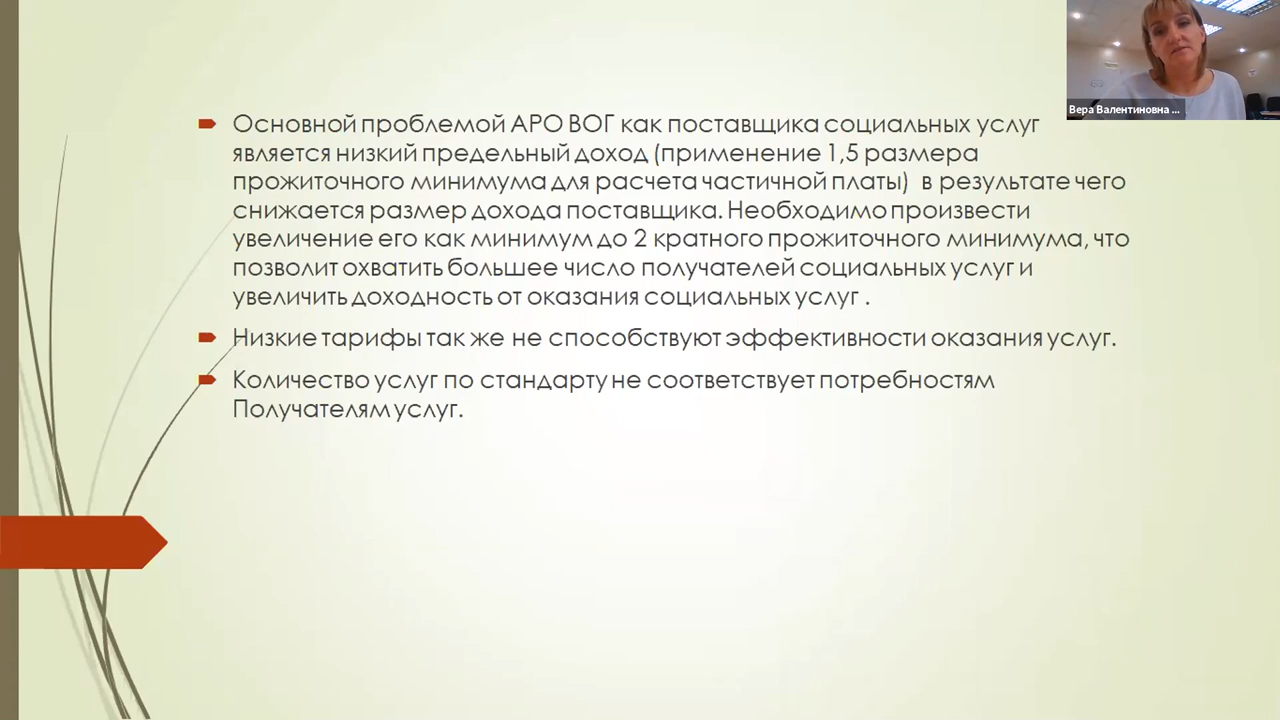 Основной проблемой АРО ВОГ как поставщика социальных услуг
является низкий предельный доход (применение 1,5 размера
прожиточного минимума для расчета частичной платы) в результате чего
снижается размер дохода поставщика. Необходимо произвести
увеличение его как минимум до 2 кратного прожиточного минимума, что
позволит охватить большее число получателей социальных услуг и
увеличить доходность от оказания социальных услуг .
Низкие тарифы так же не способствуют эффективности оказания услуг.
Количество услуг по стандарту не соответствует потребностям
Получателям услуг.
Вера Валентиновна ...